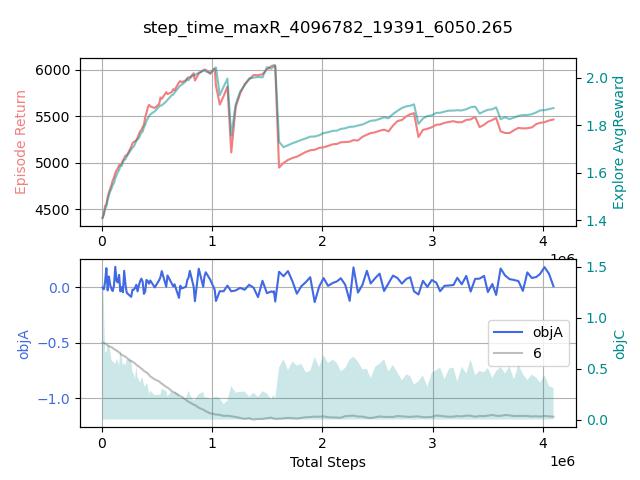 step_time_maxR_4096782_19391_6050.265
6000
5500
5000
4500
Episode Return
2.0
1.8
1.6
1.4
Explore AvgReward
0 1 2 3 4
1e6
0.0
−0.5
−1.0
objA
1.5
1.0
0.5
0.0
objC
objA
6
0 1 2 3 4
Total Steps
1e6